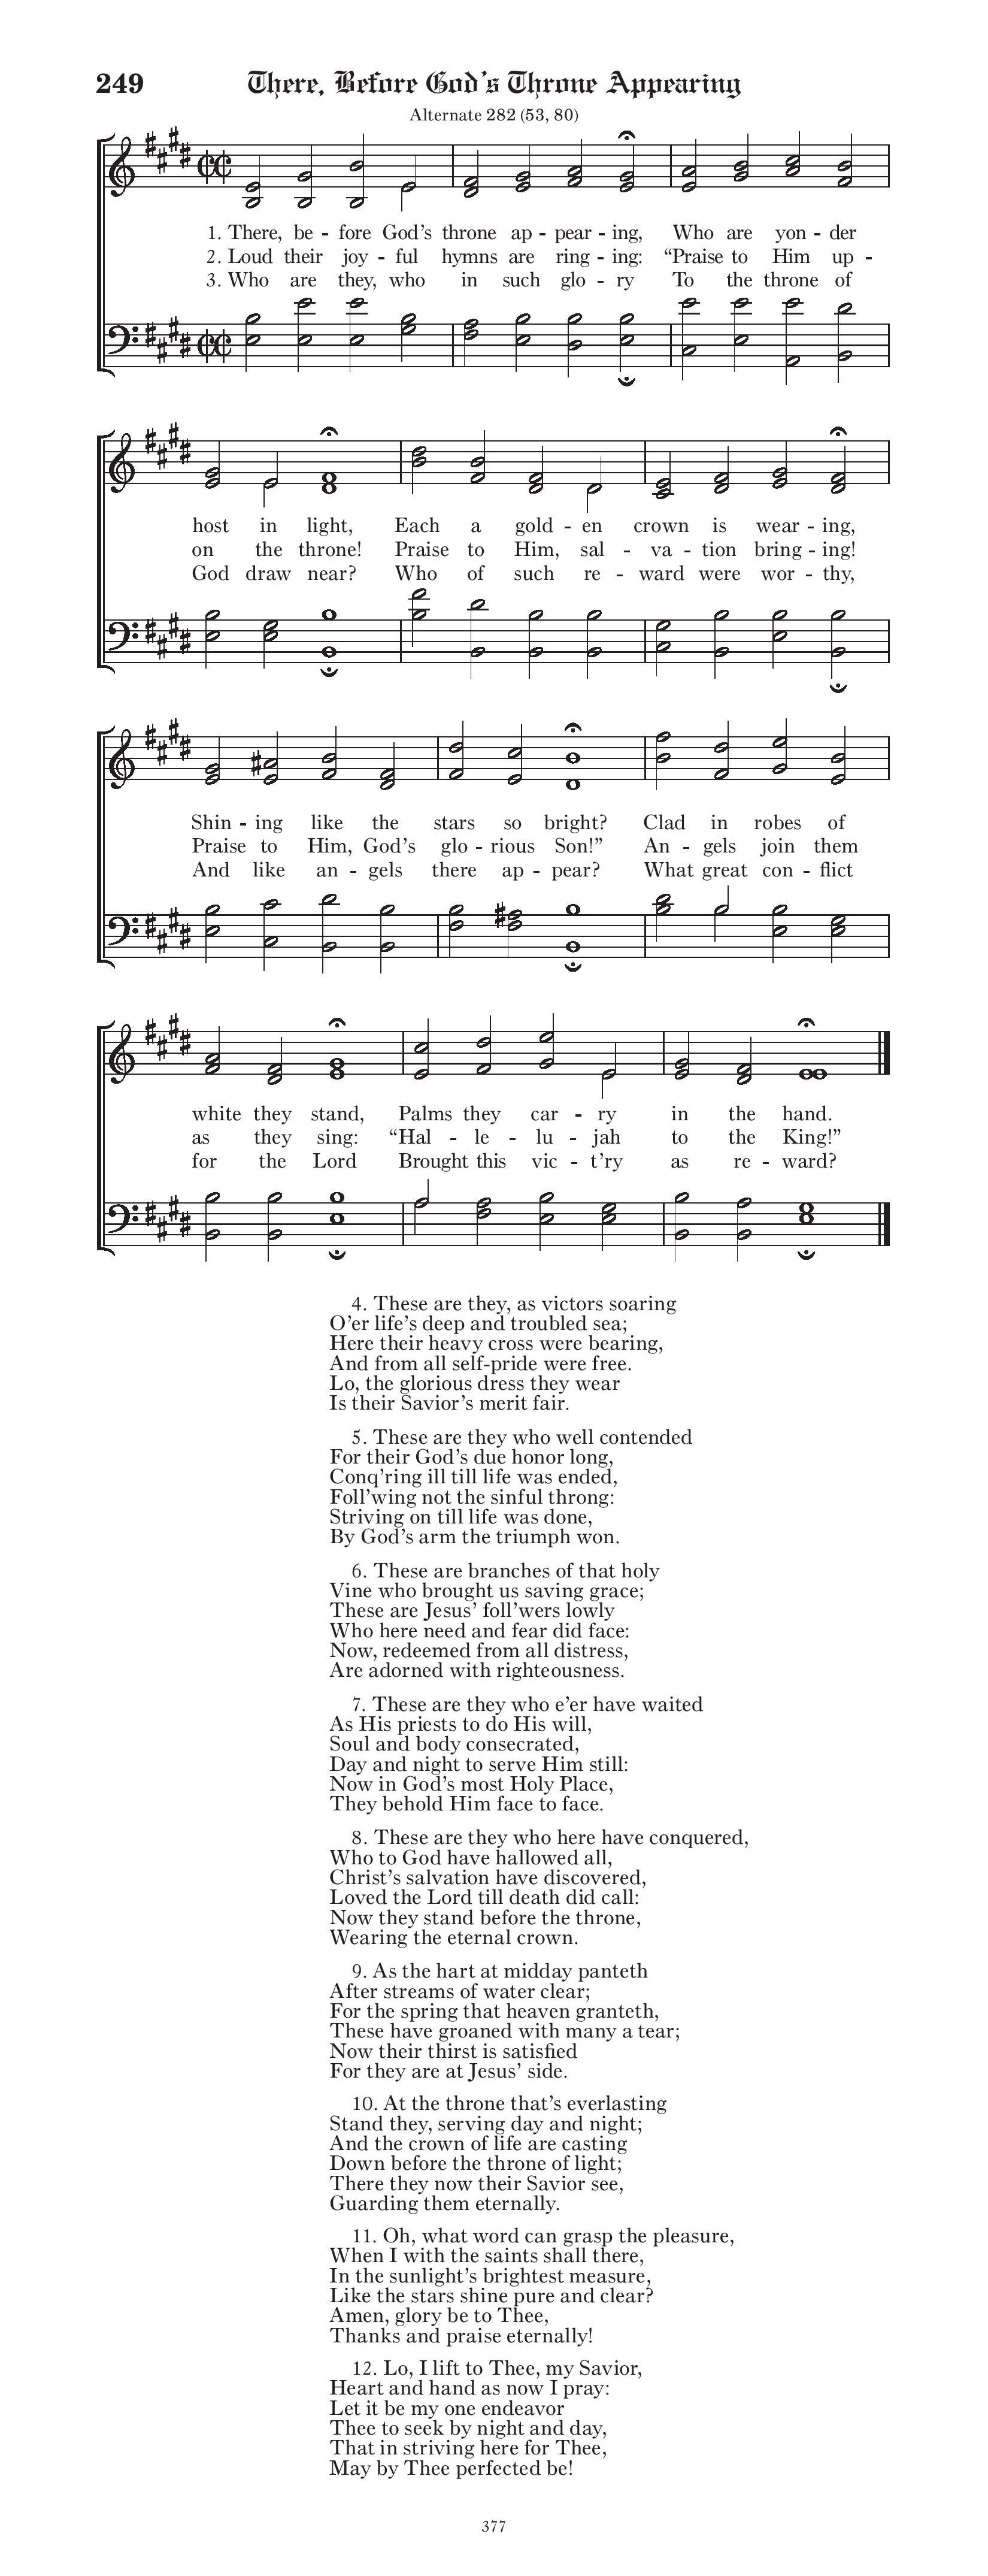 249 There, Before God’s Throne Appearing
Alternate 282 (53, 80)
1. There, be - fore God’s throne ap - pear - ing, Who are yon - der
2. Loud their joy - ful hymns are ring - ing: “Praise to Him up -
3. Who are they, who in such glo - ry To the throne of
host in light, Each a gold - en crown is wear - ing,
on the throne! Praise to Him, sal - va - tion bring - ing!
God draw near? Who of such re - ward were wor - thy,
Shin - ing like the stars so bright? Clad in robes of
Praise to Him, God’s glo - rious Son!” An - gels join them
And like an - gels there ap - pear? What great con - flict
white they stand, Palms they car - ry in the hand.
as they sing: “Hal - le - lu - jah to the King!”
for the Lord Brought this vic - t’ry as re - ward?
4. These are they, as victors soaring
O’er life’s deep and troubled sea;
Here their heavy cross were bearing,
And from all self-pride were free.
Lo, the glorious dress they wear
Is their Savior’s merit fair.
5. These are they who well contended
For their God’s due honor long,
Conq’ring ill till life was ended,
Foll’wing not the sinful throng:
Striving on till life was done,
By God’s arm the triumph won.
6. These are branches of that holy
Vine who brought us saving grace;
These are Jesus’ foll’wers lowly
Who here need and fear did face:
Now, redeemed from all distress,
Are adorned with righteousness.
7. These are they who e’er have waited
As His priests to do His will,
Soul and body consecrated,
Day and night to serve Him still:
Now in God’s most Holy Place,
They behold Him face to face.
8. These are they who here have conquered,
Who to God have hallowed all,
Christ’s salvation have discovered,
Loved the Lord till death did call:
Now they stand before the throne,
Wearing the eternal crown.
9. As the hart at midday panteth
After streams of water clear;
For the spring that heaven granteth,
These have groaned with many a tear;
Now their thirst is satisfied
For they are at Jesus’ side.
10. At the throne that’s everlasting
Stand they, serving day and night;
And the crown of life are casting
Down before the throne of light;
There they now their Savior see,
Guarding them eternally.
11. Oh, what word can grasp the pleasure,
When I with the saints shall there,
In the sunlight’s brightest measure,
Like the stars shine pure and clear?
Amen, glory be to Thee,
Thanks and praise eternally!
12. Lo, I lift to Thee, my Savior,
Heart and hand as now I pray:
Let it be my one endeavor
Thee to seek by night and day,
That in striving here for Thee,
May by Thee perfected be!
377